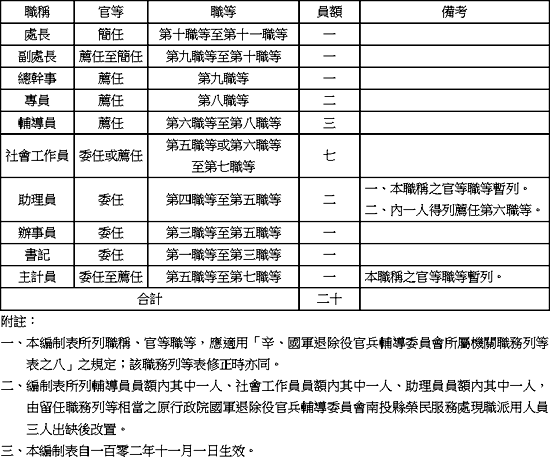 職稱 官等 職等 員額 備考
處長 簡任 第十職等至第十一職等 一
副處長 薦任至簡任 第九職等至第十職等 一
總幹事 薦任 第九職等 一
專員 薦任 第八職等 二
輔導員 薦任 第六職等至第八職等 三
社會工作員 委任或薦任 第五職等或第六職等
至第七職等 七
助理員 委任 第四職等至第五職等 二 一、本職稱之官等職等暫列。
二、內一人得列薦任第六職等。
辦事員 委任 第三職等至第五職等 一
書記 委任 第一職等至第三職等 一
主計員 委任至薦任 第五職等至第七職等 一 本職稱之官等職等暫列。
合計 二十
附註：
一、本編制表所列職稱、官等職等，應適用「辛、國軍退除役官兵輔導委員會所屬機關職務列等
表之八」之規定；該職務列等表修正時亦同。
二、編制表所列輔導員員額內其中一人、社會工作員員額內其中一人、助理員員額內其中一人，
由留任職務列等相當之原行政院國軍退除役官兵輔導委員會南投縣榮民服務處現職派用人員
三人出缺後改置。
三、本編制表自一百零二年十一月一日生效。